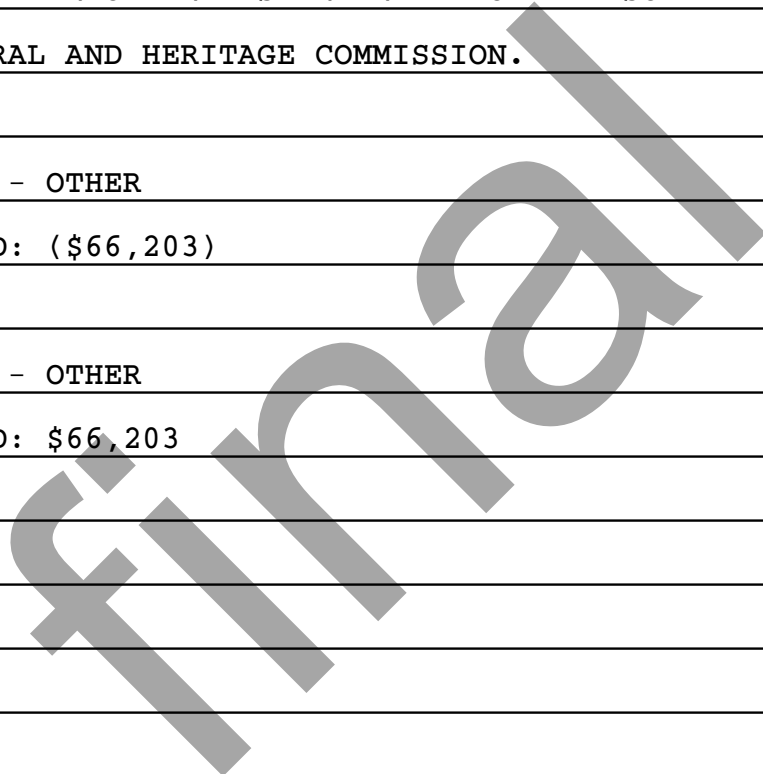 RAL AND HERITAGE COMMISSION.
- OTHER
D: ($66,203)
- OTHER
D: $66,203
final